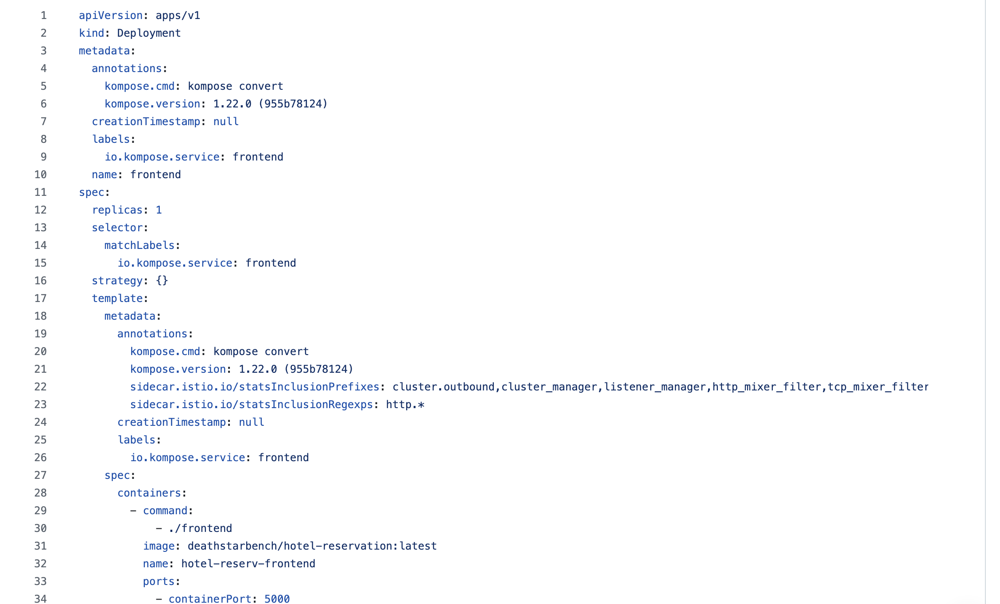 1 apiVersion: apps/v1
2 kind: Deployment
3 metadata:
4   annotations:
5     kompose.cmd: kompose convert
6     kompose.version: 1.22.0 (955b78124)
7   creationTimestamp: null
8   labels:
9     io.kompose.service: frontend
10   name: frontend
11 spec:
12   replicas: 1
13   selector:
14     matchLabels:
15       io.kompose.service: frontend
16   strategy: {}
17   template:
18     metadata:
19       annotations:
20         kompose.cmd: kompose convert
21         kompose.version: 1.22.0 (955b78124)
22         sidecar.istio.io/statsInclusionPrefixes: cluster.outbound,cluster_manager,listener_manager,http_mixer_filter,tcp_mixer_filter
23         sidecar.istio.io/statsInclusionRegexps: http.*
24       creationTimestamp: null
25       labels:
26         io.kompose.service: frontend
27     spec:
28       containers:
29         - command:
30             - ./frontend
31           image: deathstarbench/hotel-reservation:latest
32           name: hotel-reserv-frontend
33           ports:
34             - containerPort: 5000